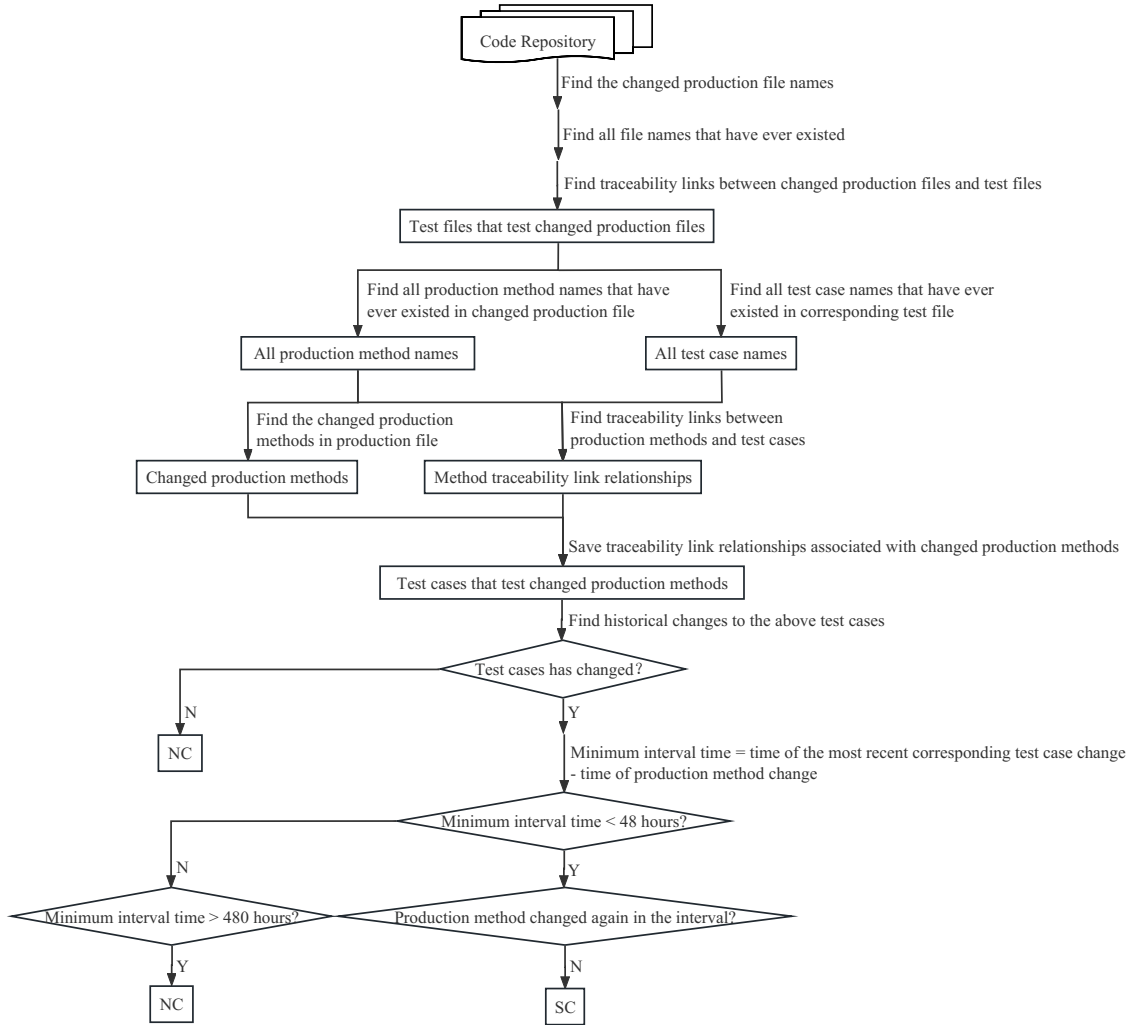 Code Repository
Find the changed production file names
Find all file names that have ever existed
Find traceability links between changed production files and test files
Test files that test changed production files
Find all production method names that have
ever existed in changed production file
Find all test case names that have ever
existed in corresponding test file
All production method names
All test case names
Find the changed production
methods in production file
Find traceability links between
production methods and test cases
Changed production methods
Method traceability link relationships
Save traceability link relationships associated with changed production methods
Test cases that test changed production methods
Find historical changes to the above test cases
Test cases has changed?
N
Y
NC
Minimum interval time = time of the most recent corresponding test case change
- time of production method change
Minimum interval time < 48 hours?
N
Y
Minimum interval time > 480 hours?
Production method changed again in the interval?
Y
N
NC
SC